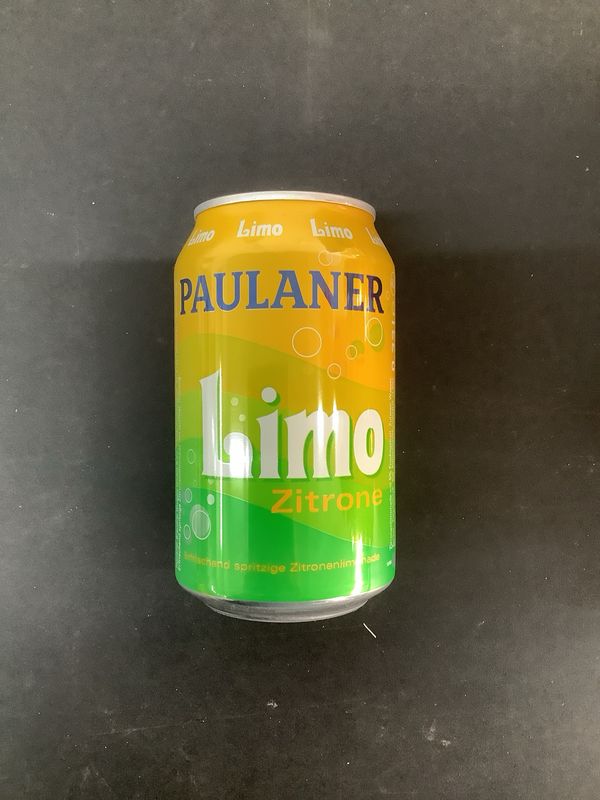 Limo Limo Limo
PAULANER
Limo
Zitrone
Erfrischend spritzige Zitronenlimonade